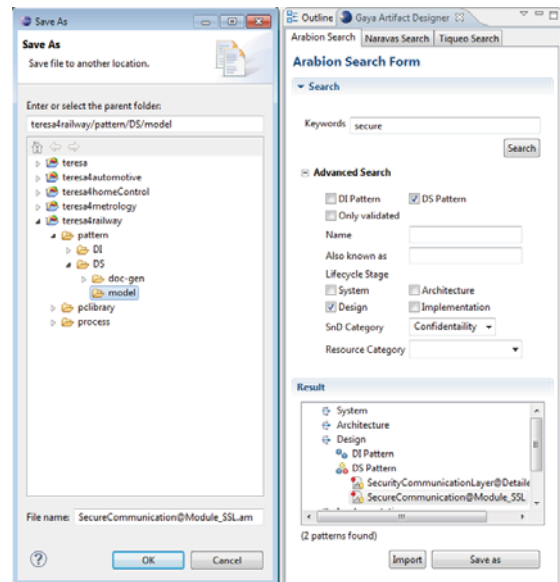 Save As
Save As
Save file to another location.
Enter or select the parent folder:
teresa4railway/pattern/DS/model
teresa
teresa4automotive
teresa4homeControl
teresa4metrology
teresa4railway
pattern
DI
DS
doc-gen
model
pclibrary
process
File name: SecureCommunication@Module_SSL.am
OK Cancel
Outline Gaya Artifact Designer
Arabion Search Naravas Search Tiqueo Search
Arabion Search Form
Search
Keywords secure
Search
Advanced Search
DI Pattern DS Pattern
Only validated
Name
Also known as
Lifecycle Stage
System Architecture
Design Implementation
SnD Category Confidentaility
Resource Category
Result
System
Architecture
Design
DI Pattern
DS Pattern
SecurityCommunicationLayer@Detaile
SecureCommunication@Module_SSL
(2 patterns found)
Import Save as